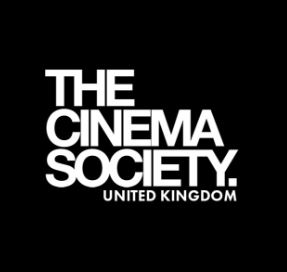 THE
CINEMA
SOCIETY.
UNITED KINGDOM